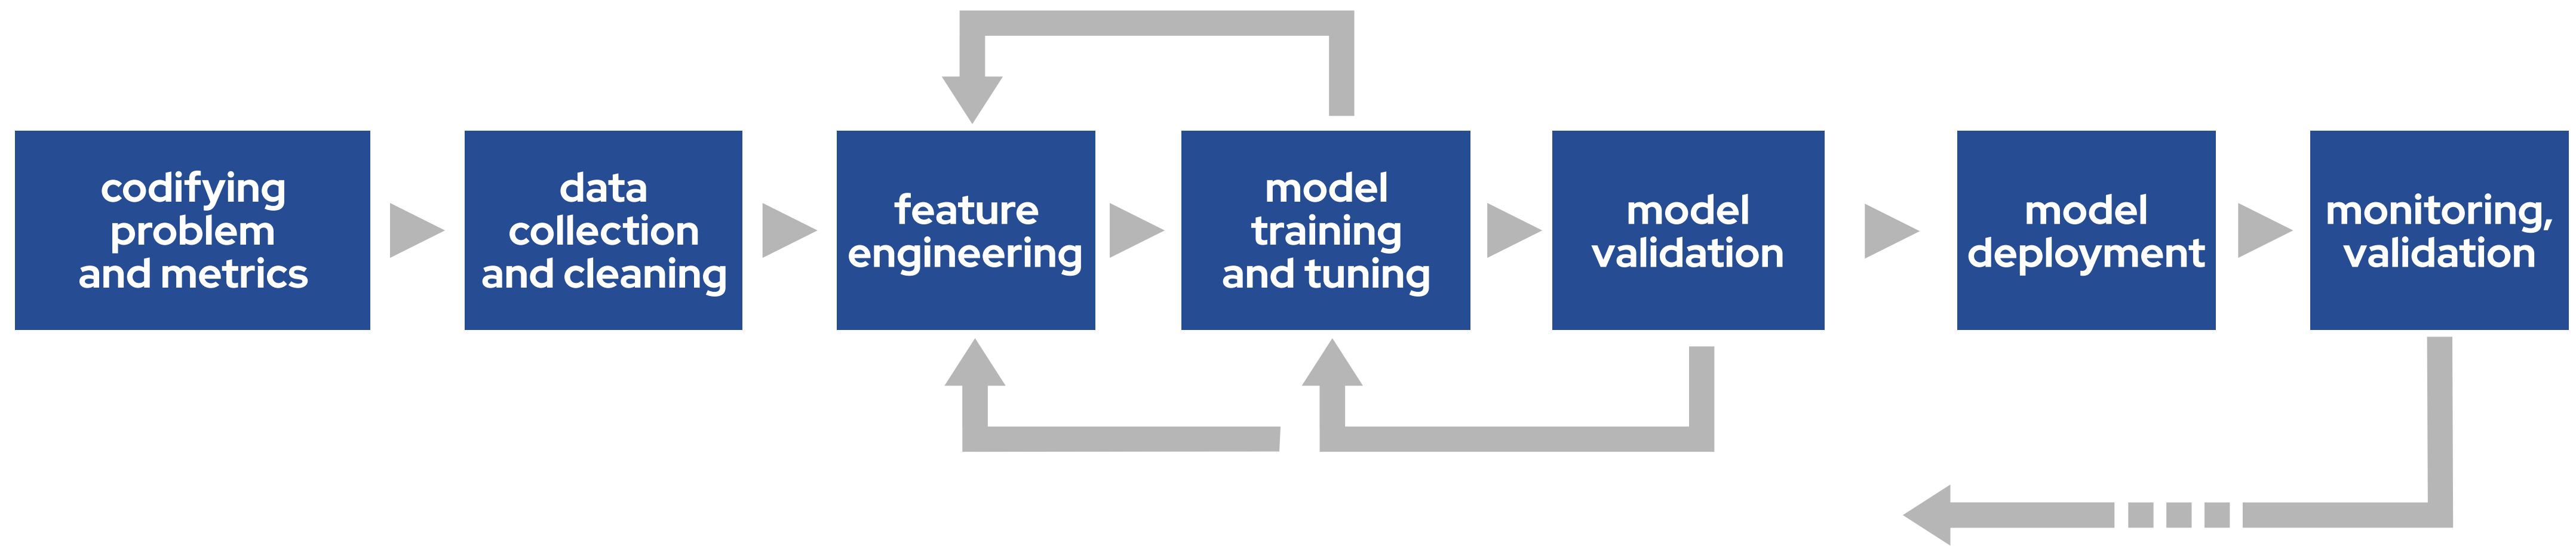 codifying
problem
and metrics
data
collection
and cleaning
feature
engineering
model
training
and tuning
model
validation
model
deployment
monitoring,
validation